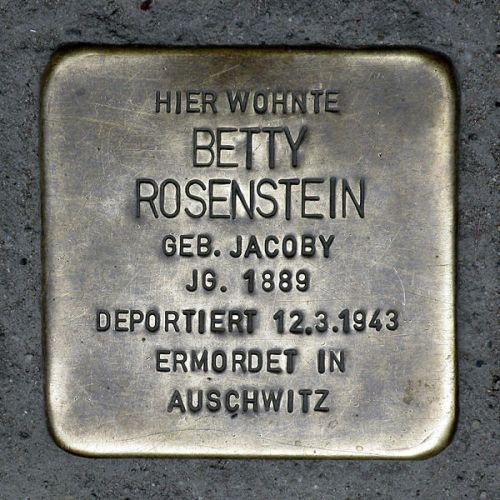 HIER WOHNTE
BETTY
ROSENSTEIN
GEB. JACOBY
JG. 1889
DEPORTIERT 12.3.1943
ERMORDET IN
AUSCHWITZ